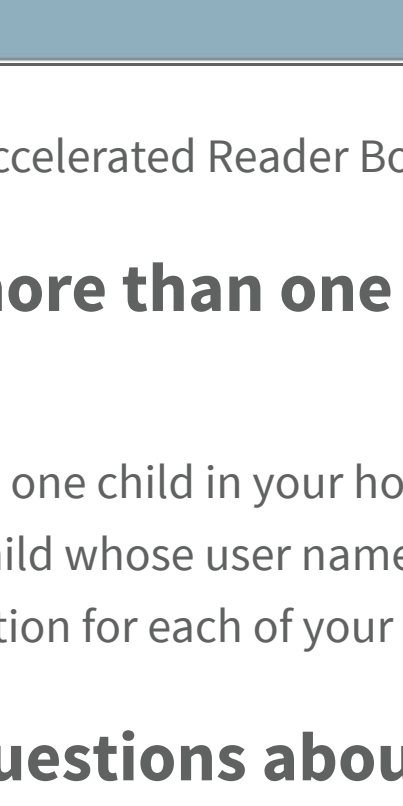 ccelerated Reader Bo
ore than one
one child in your ho
ild whose user name
tion for each of your
uestions abou